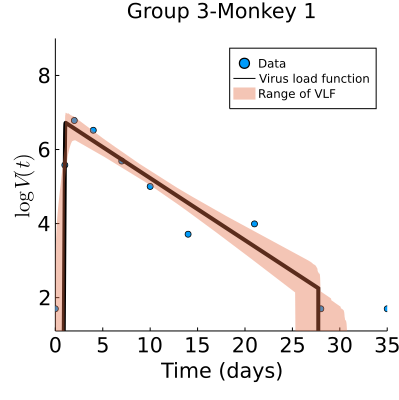 Group 3-Monkey 1
Data
Virus load function
Range of VLF
log V(t)
8
6
4
2
0 5 10 15 20 25 30 35
Time (days)